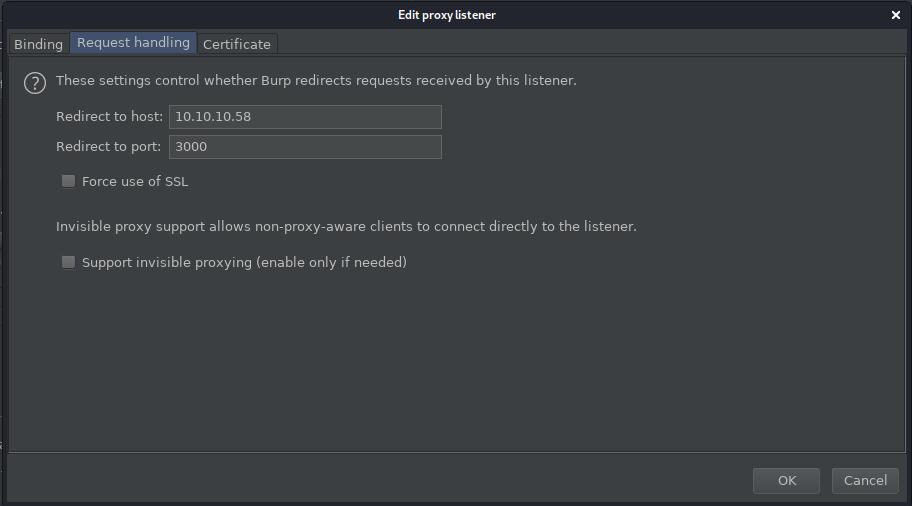 Edit proxy listener
Binding Request handling Certificate
These settings control whether Burp redirects requests received by this listener.
Redirect to host: 10.10.10.58
Redirect to port: 3000
Force use of SSL
Invisible proxy support allows non-proxy-aware clients to connect directly to the listener.
Support invisible proxying (enable only if needed)
OK Cancel